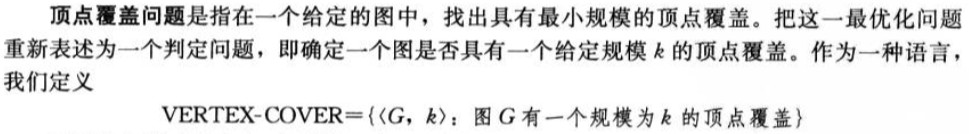 顶点覆盖问题是指在一个给定的图中，找出具有最小规模的顶点覆盖。把这一最优化问题
重新表述为一个判定问题，即确定一个图是否具有一个给定规模 k 的顶点覆盖。作为一种语言，
我们定义
VERTEX-COVER={⟨G, k⟩：图 G 有一个规模为 k 的顶点覆盖}